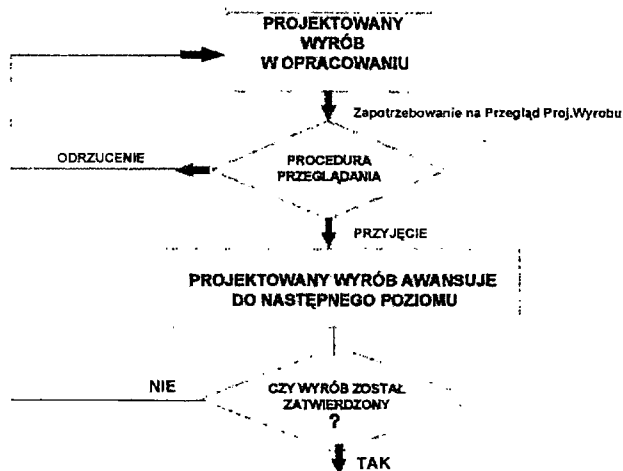 PROJEKTOWANY
WYRÓB
W OPRACOWANIU
Zapotrzebowanie na Przegląd Proj.Wyrobu
ODRZUCENIE
PROCEDURA
PRZEGLĄDANIA
PRZYJĘCIE
PROJEKTOWANY WYRÓB AWANSUJE
DO NASTĘPNEGO POZIOMU
NIE
CZY WYRÓB ZOSTAŁ
ZATWIERDZONY
?
TAK